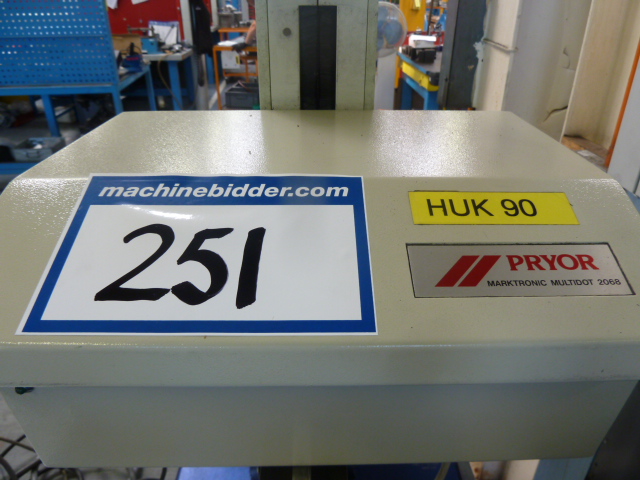 machinebidder.com
251
HUK 90
PRYOR
MARKTRONIC MULTIDOT 2068